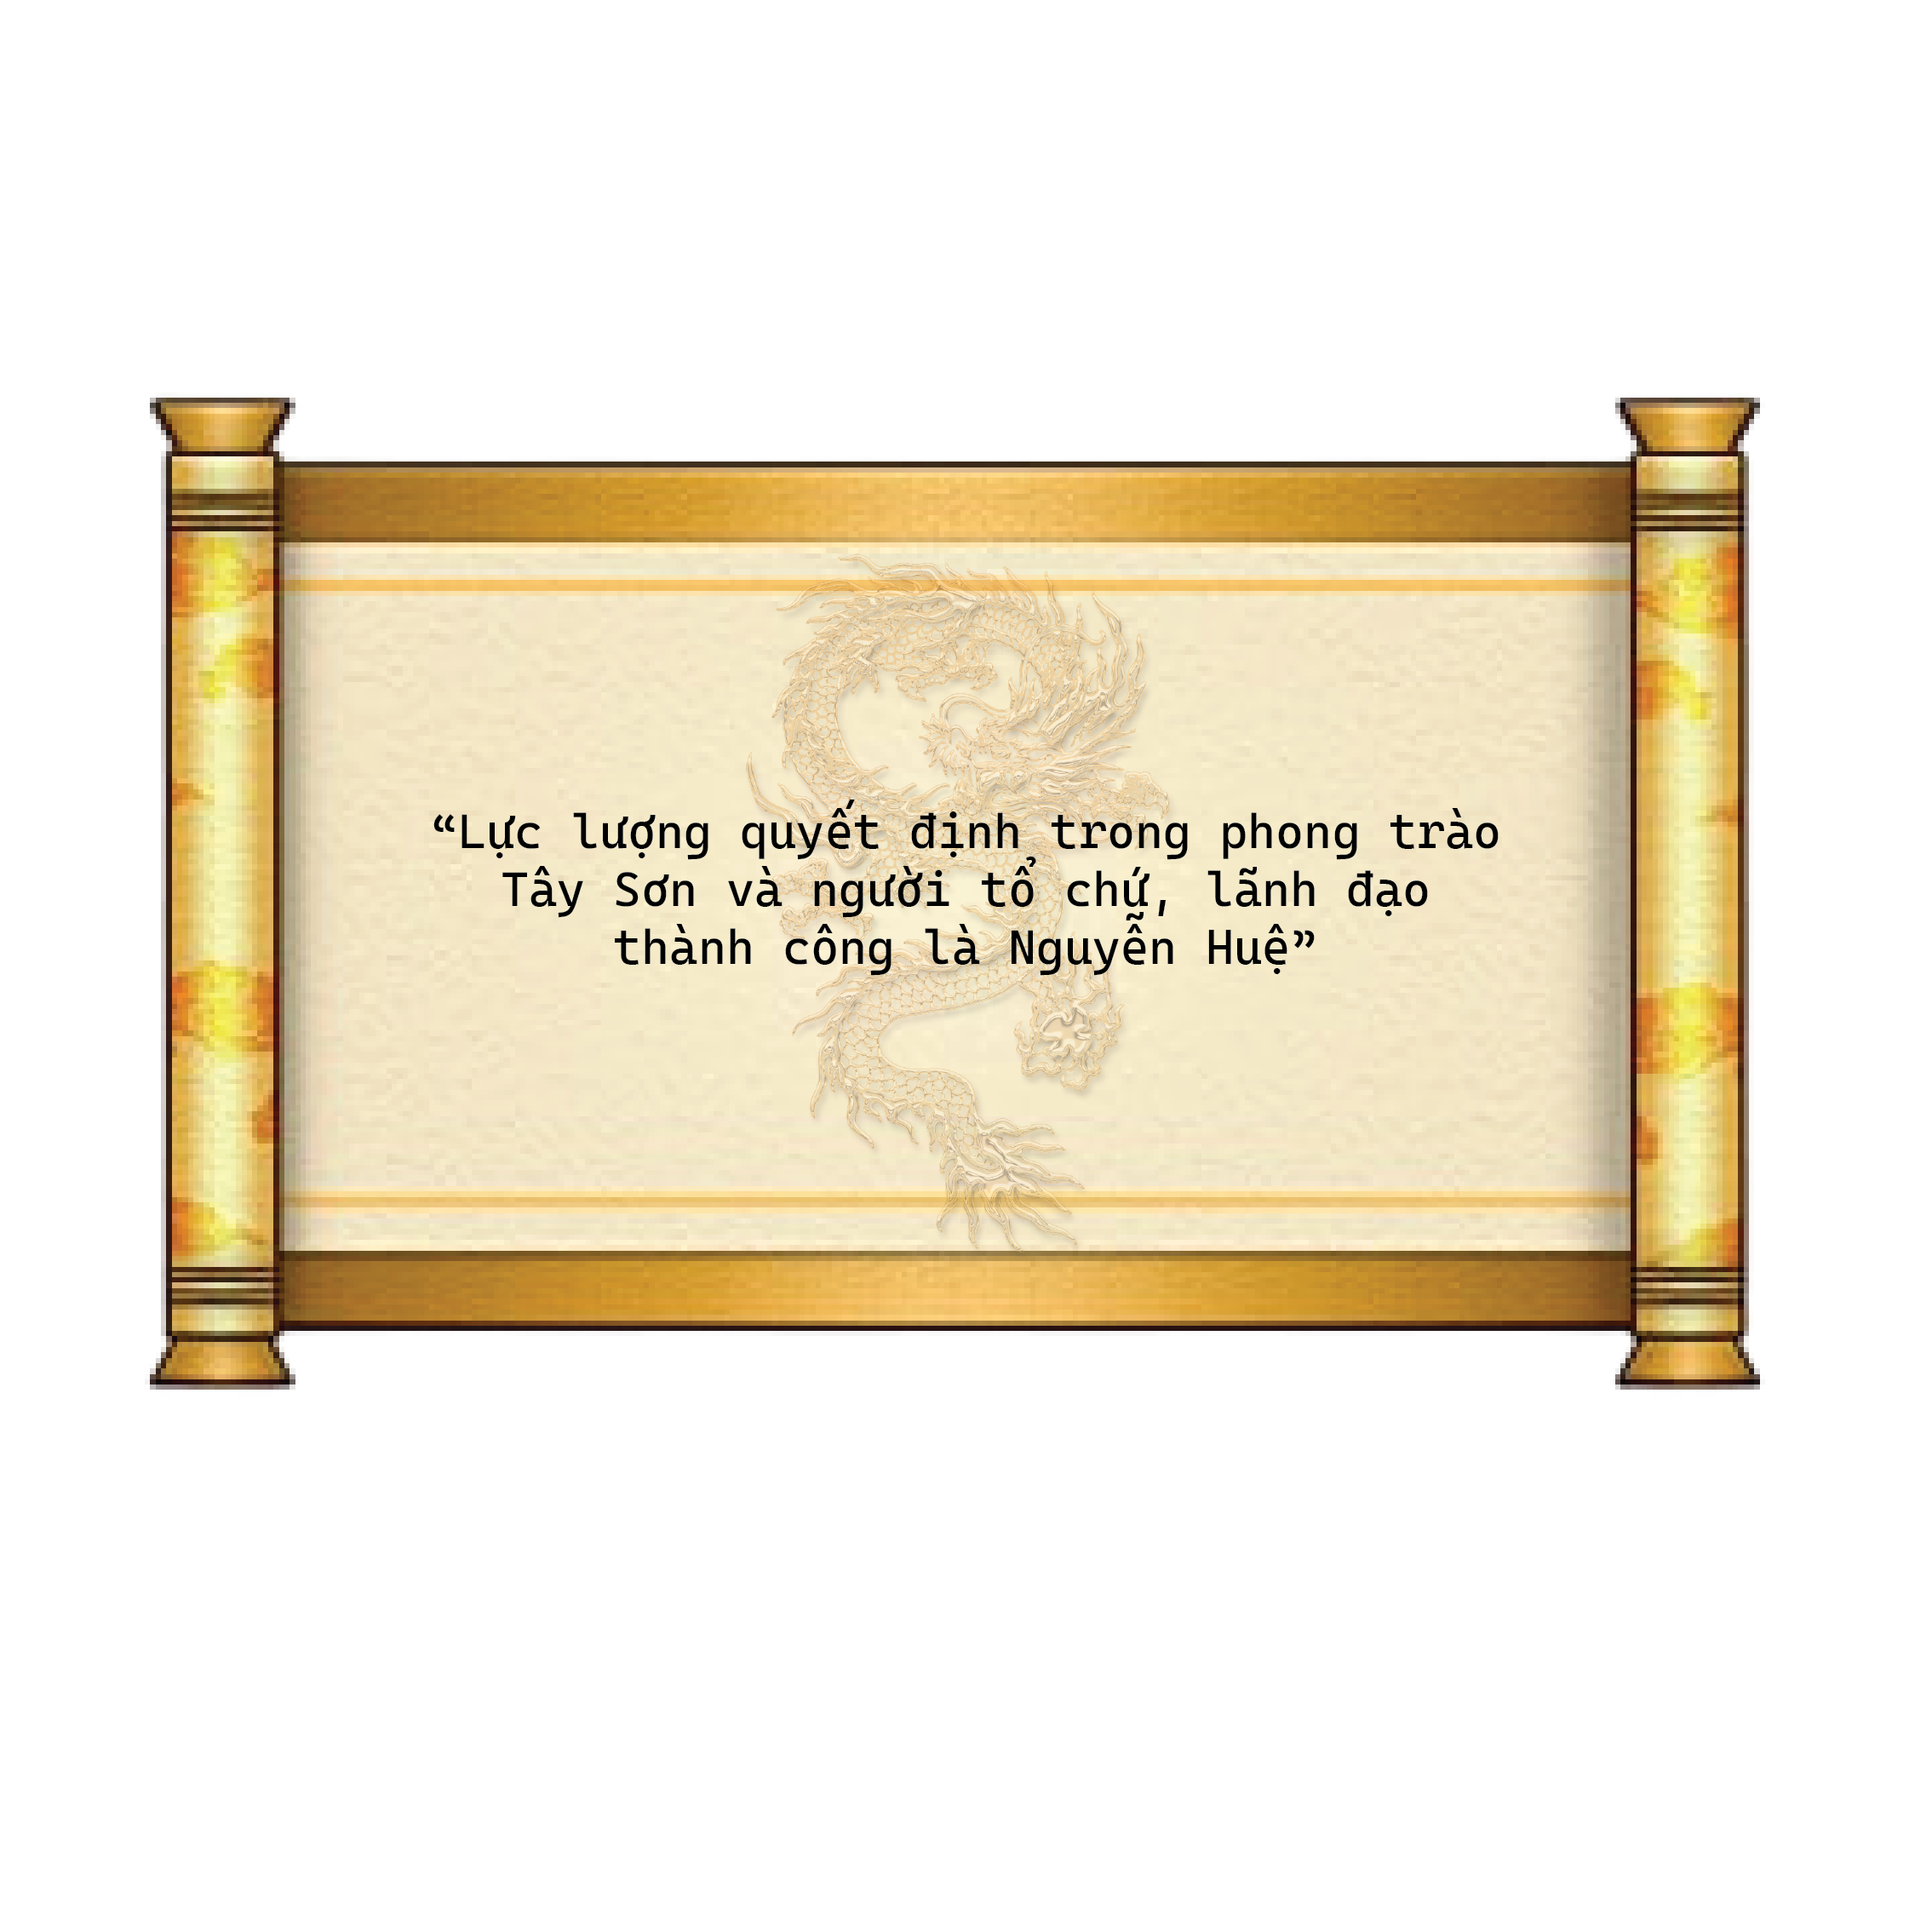 “Lực lượng quyết định trong phong trào
Tây Sơn và người tổ chứ, lãnh đạo
thành công là Nguyễn Huệ”